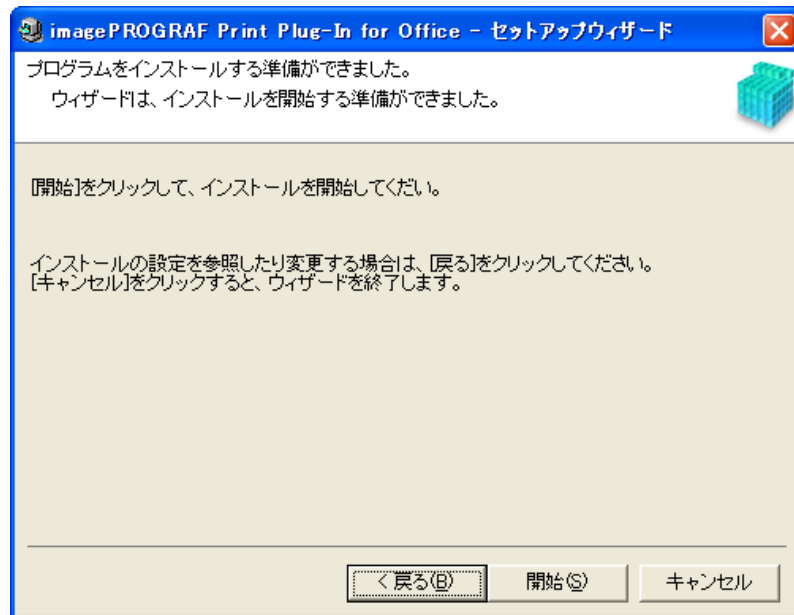 imagePROGRAF Print Plug-In for Office - セットアップウィザード
プログラムをインストールする準備ができました。
ウィザードは、インストールを開始する準備ができました。
[開始]をクリックして、インストールを開始してくだい。
インストールの設定を参照したり変更する場合は、[戻る]をクリックしてください。
[キャンセル]をクリックすると、ウィザードを終了します。
< 戻る(B) 開始(S) キャンセル